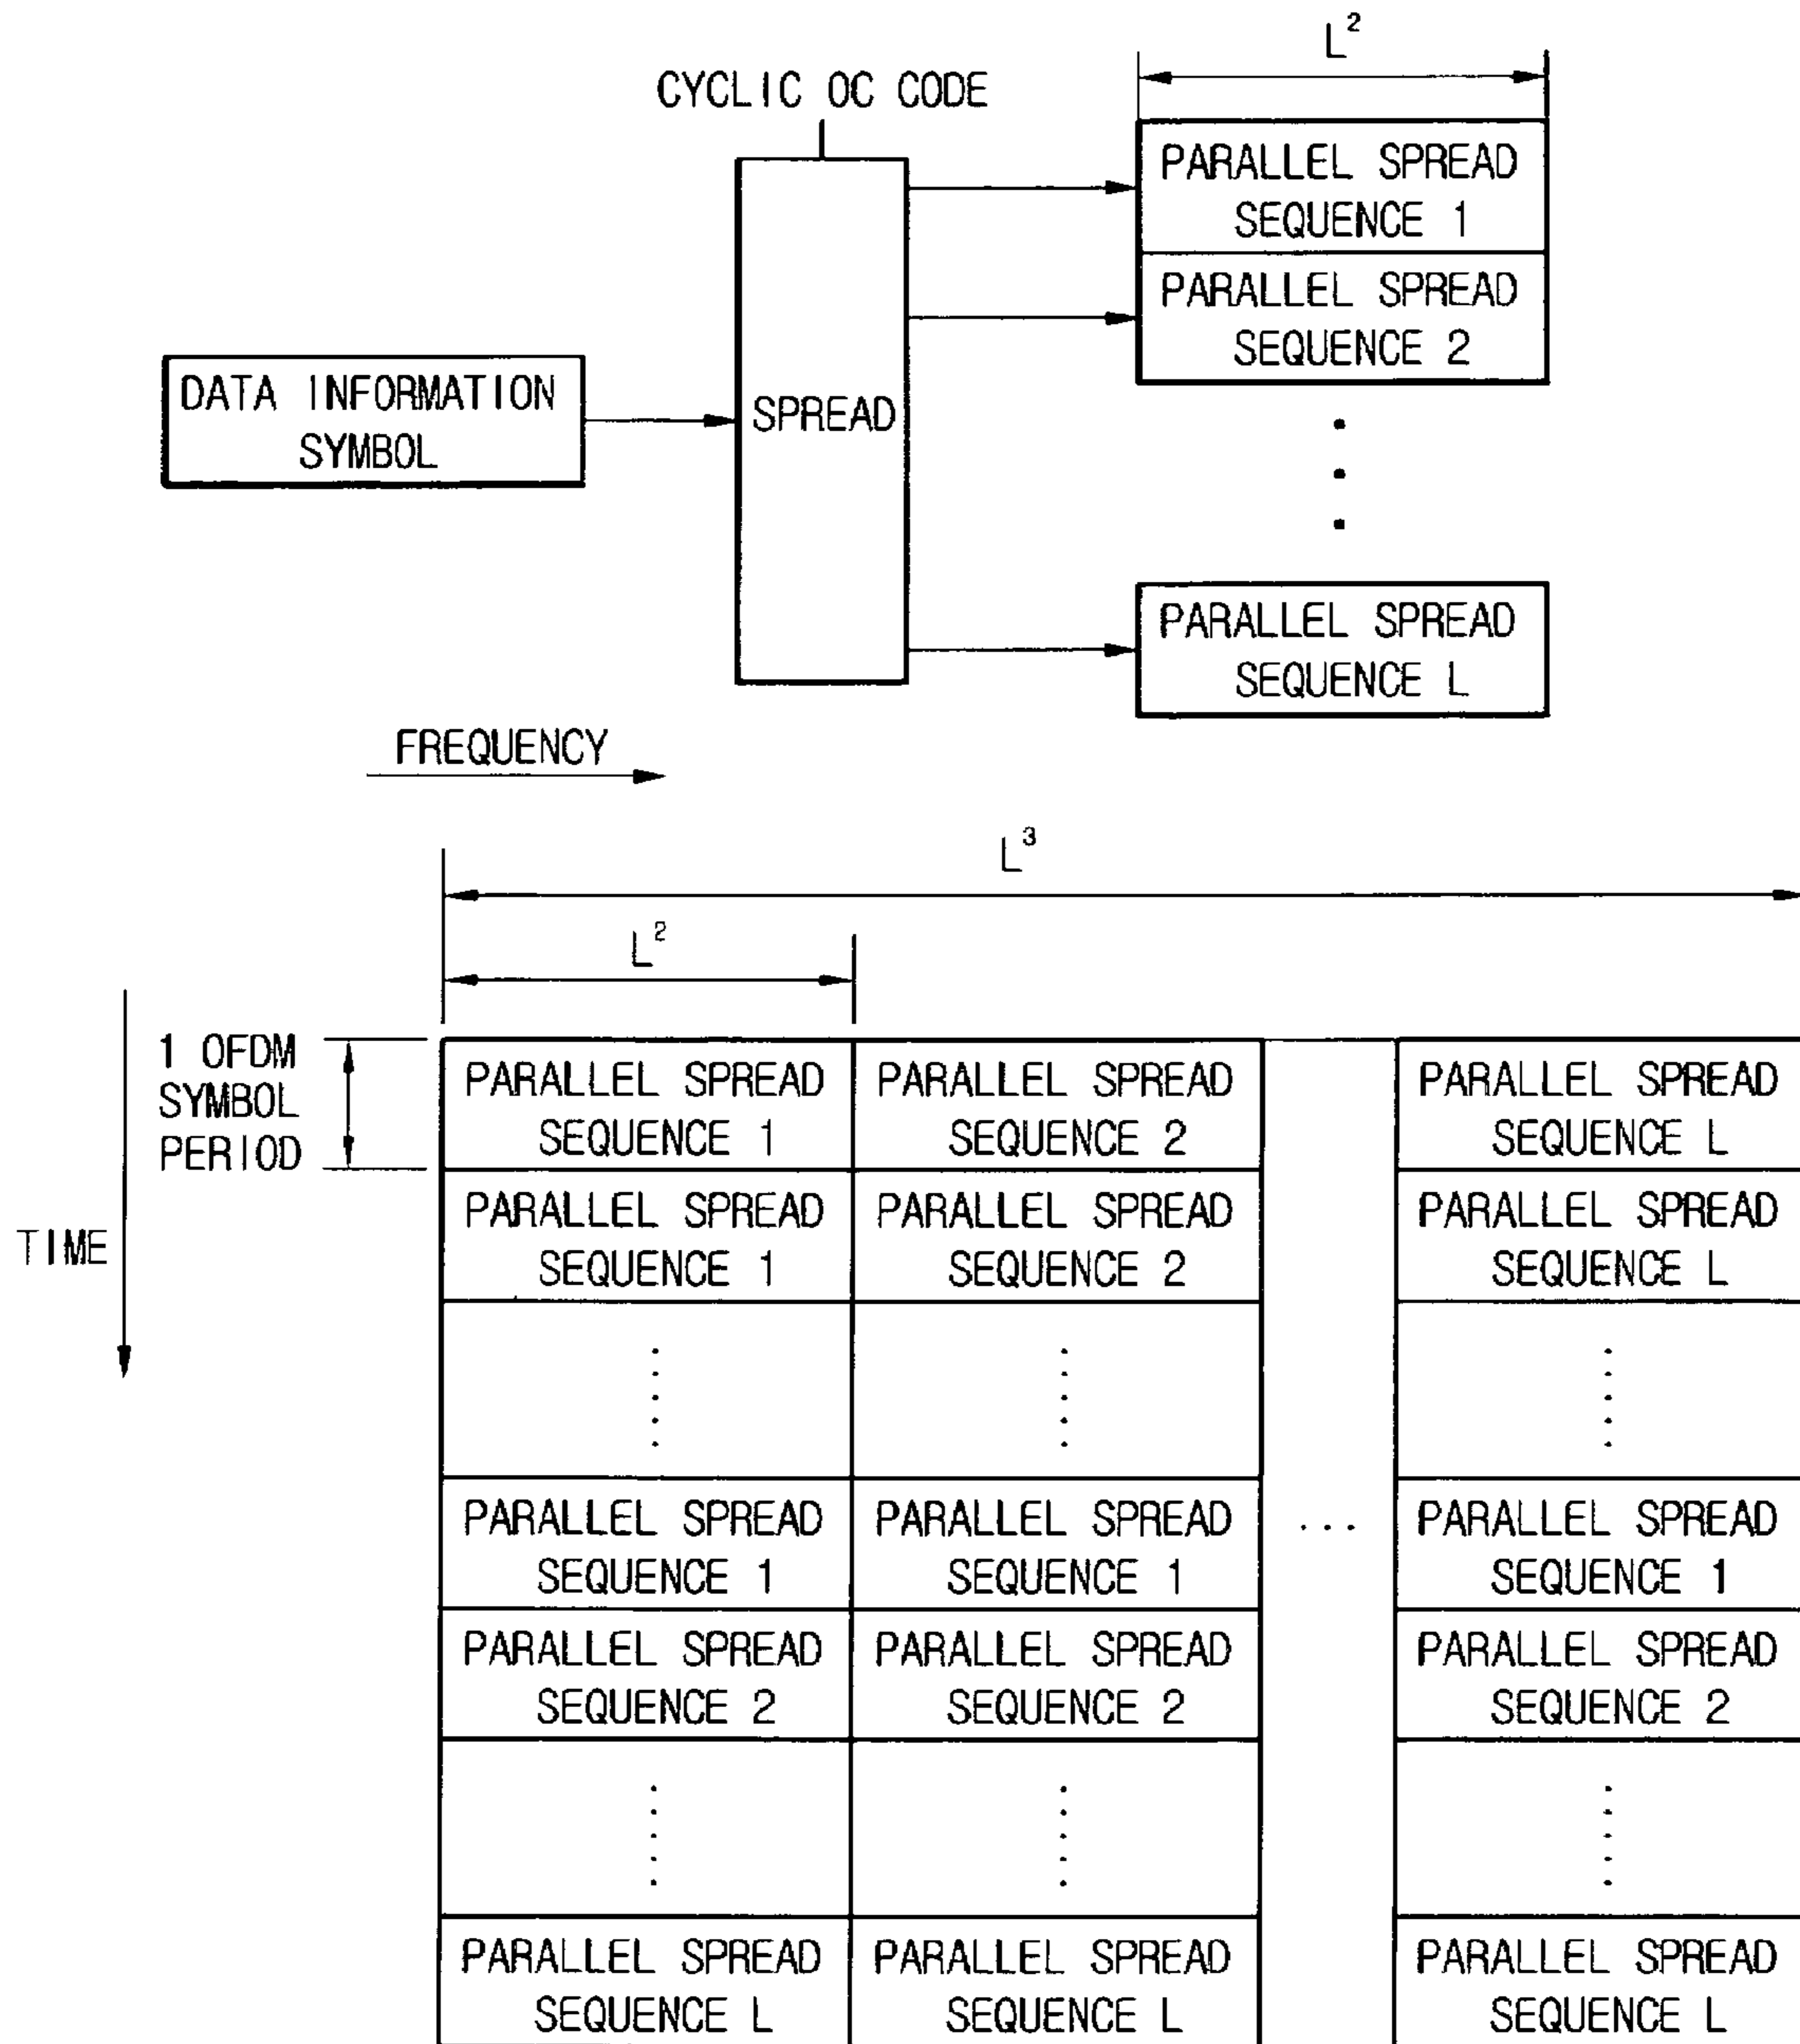 L²
CYCLIC OC CODE
PARALLEL SPREAD
SEQUENCE 1
PARALLEL SPREAD
SEQUENCE 2
DATA INFORMATION
SYMBOL
SPREAD
PARALLEL SPREAD
SEQUENCE L
FREQUENCY
L³
L²
1 OFDM
SYMBOL
PERIOD
TIME
PARALLEL SPREAD
SEQUENCE 1
PARALLEL SPREAD
SEQUENCE 2
PARALLEL SPREAD
SEQUENCE L
PARALLEL SPREAD
SEQUENCE 1
PARALLEL SPREAD
SEQUENCE 2
PARALLEL SPREAD
SEQUENCE L
PARALLEL SPREAD
SEQUENCE 1
PARALLEL SPREAD
SEQUENCE 1
...
PARALLEL SPREAD
SEQUENCE 1
PARALLEL SPREAD
SEQUENCE 2
PARALLEL SPREAD
SEQUENCE 2
PARALLEL SPREAD
SEQUENCE 2
PARALLEL SPREAD
SEQUENCE L
PARALLEL SPREAD
SEQUENCE L
PARALLEL SPREAD
SEQUENCE L